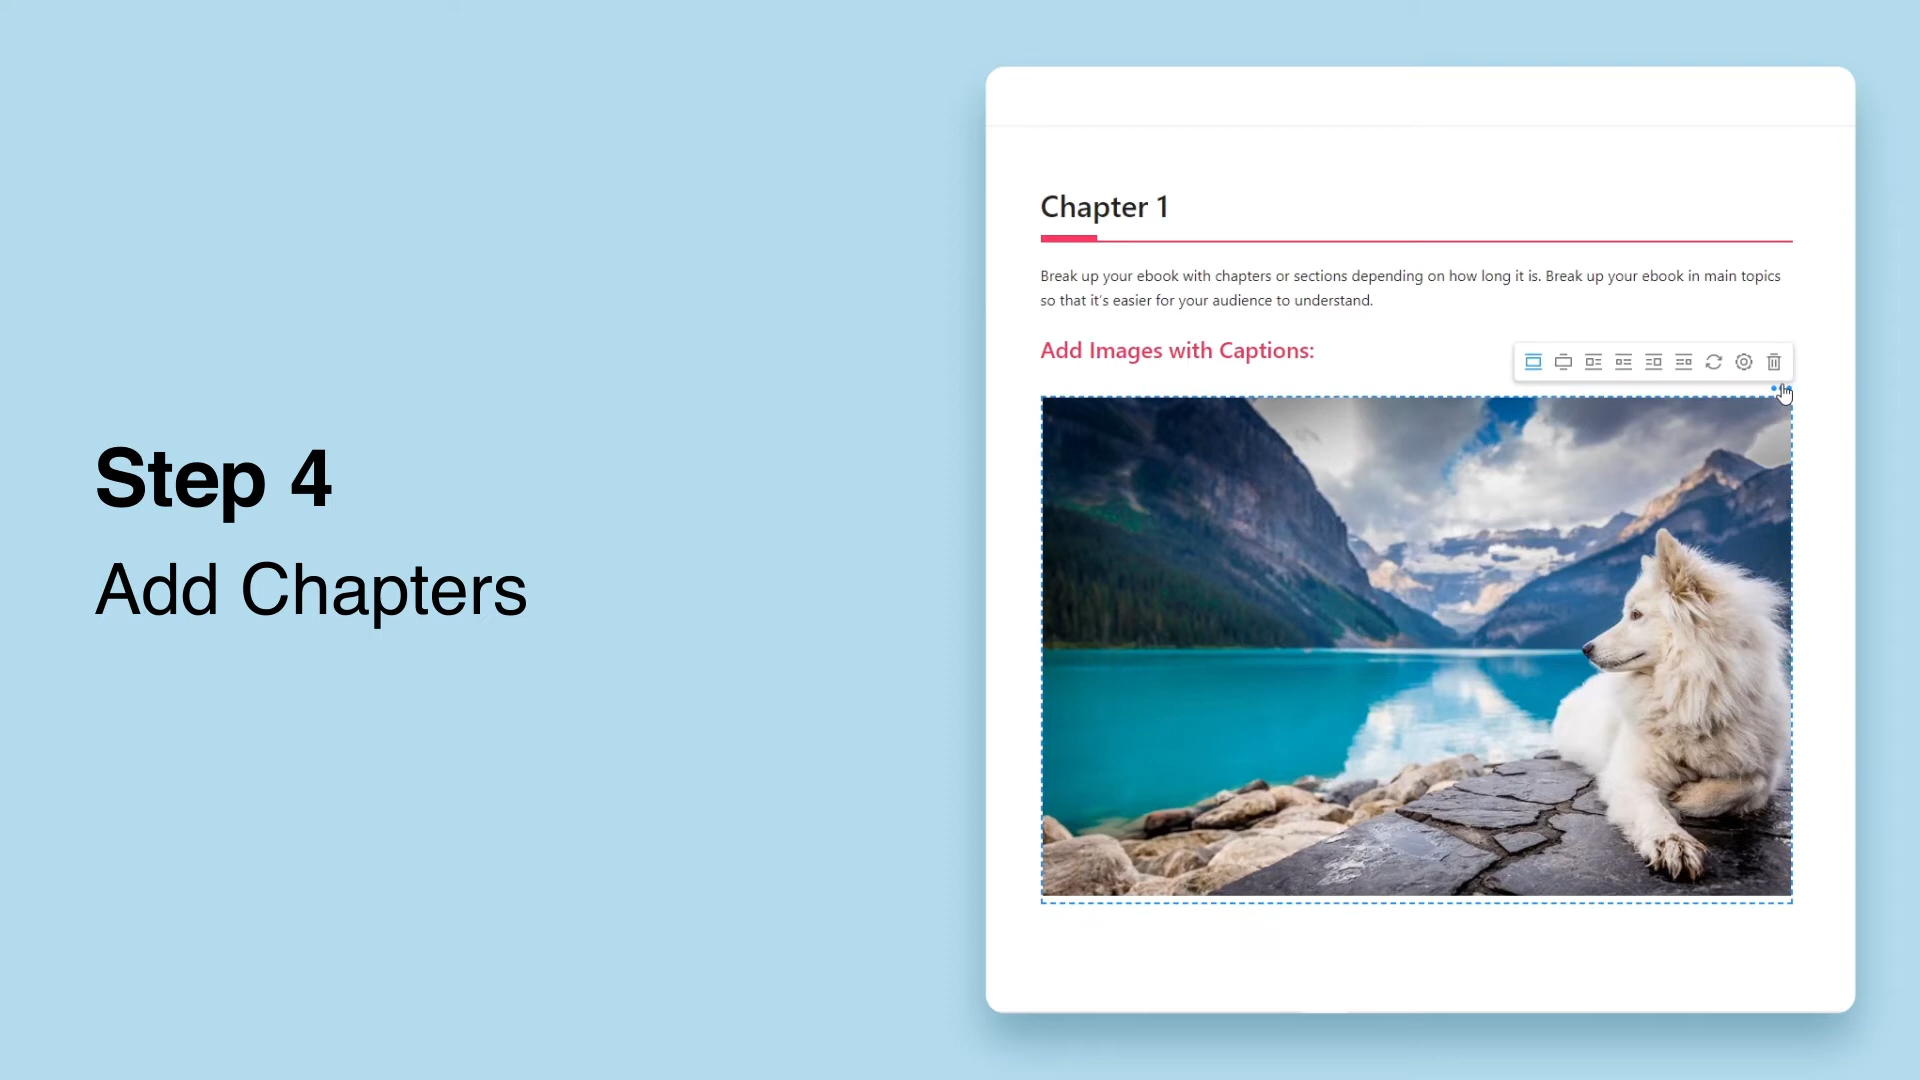 Step 4
Add Chapters
Chapter 1
Break up your ebook with chapters or sections depending on how long it is. Break up your ebook in main topics
so that it's easier for your audience to understand.
Add Images with Captions: